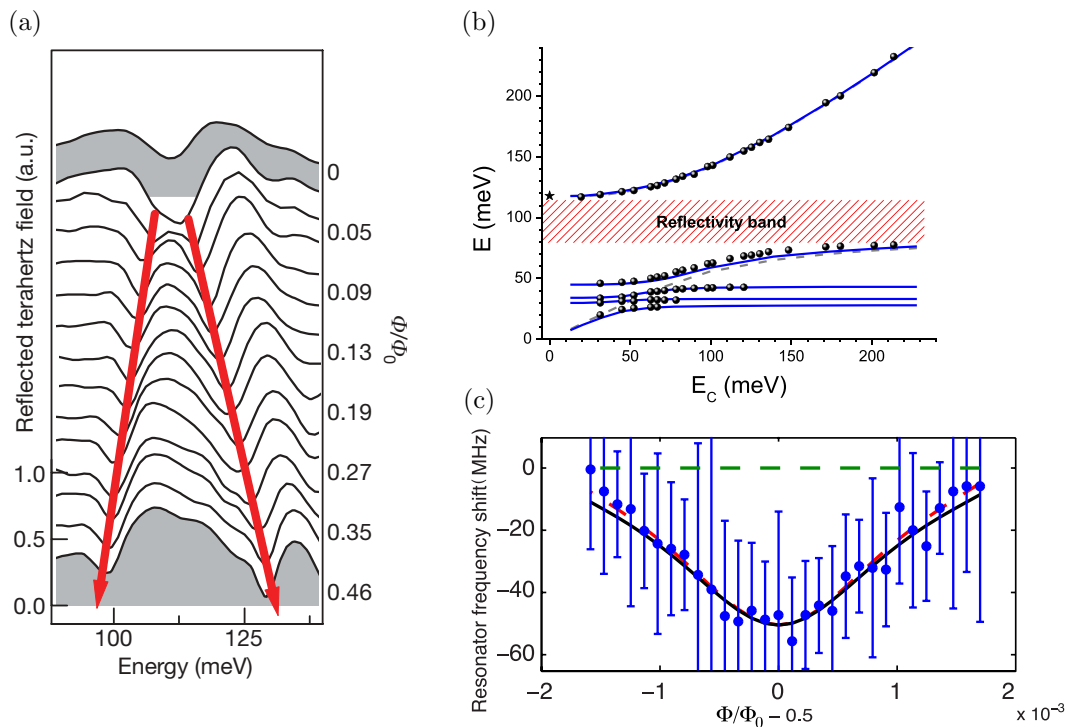 (a)
Reflected terahertz field (a.u.)
1.0
0.5
0.0
0
0.05
0.09
0.13
0.19
0.27
0.35
0.46
Φ/Φ0
100
125
Energy (meV)
(b)
E (meV)
200
150
100
50
0
Reflectivity band
0
50
100
150
200
E_C (meV)
(c)
Resonator frequency shift(MHz)
0
−20
−40
−60
−2
−1
0
1
2
x 10⁻³
Φ/Φ₀ − 0.5